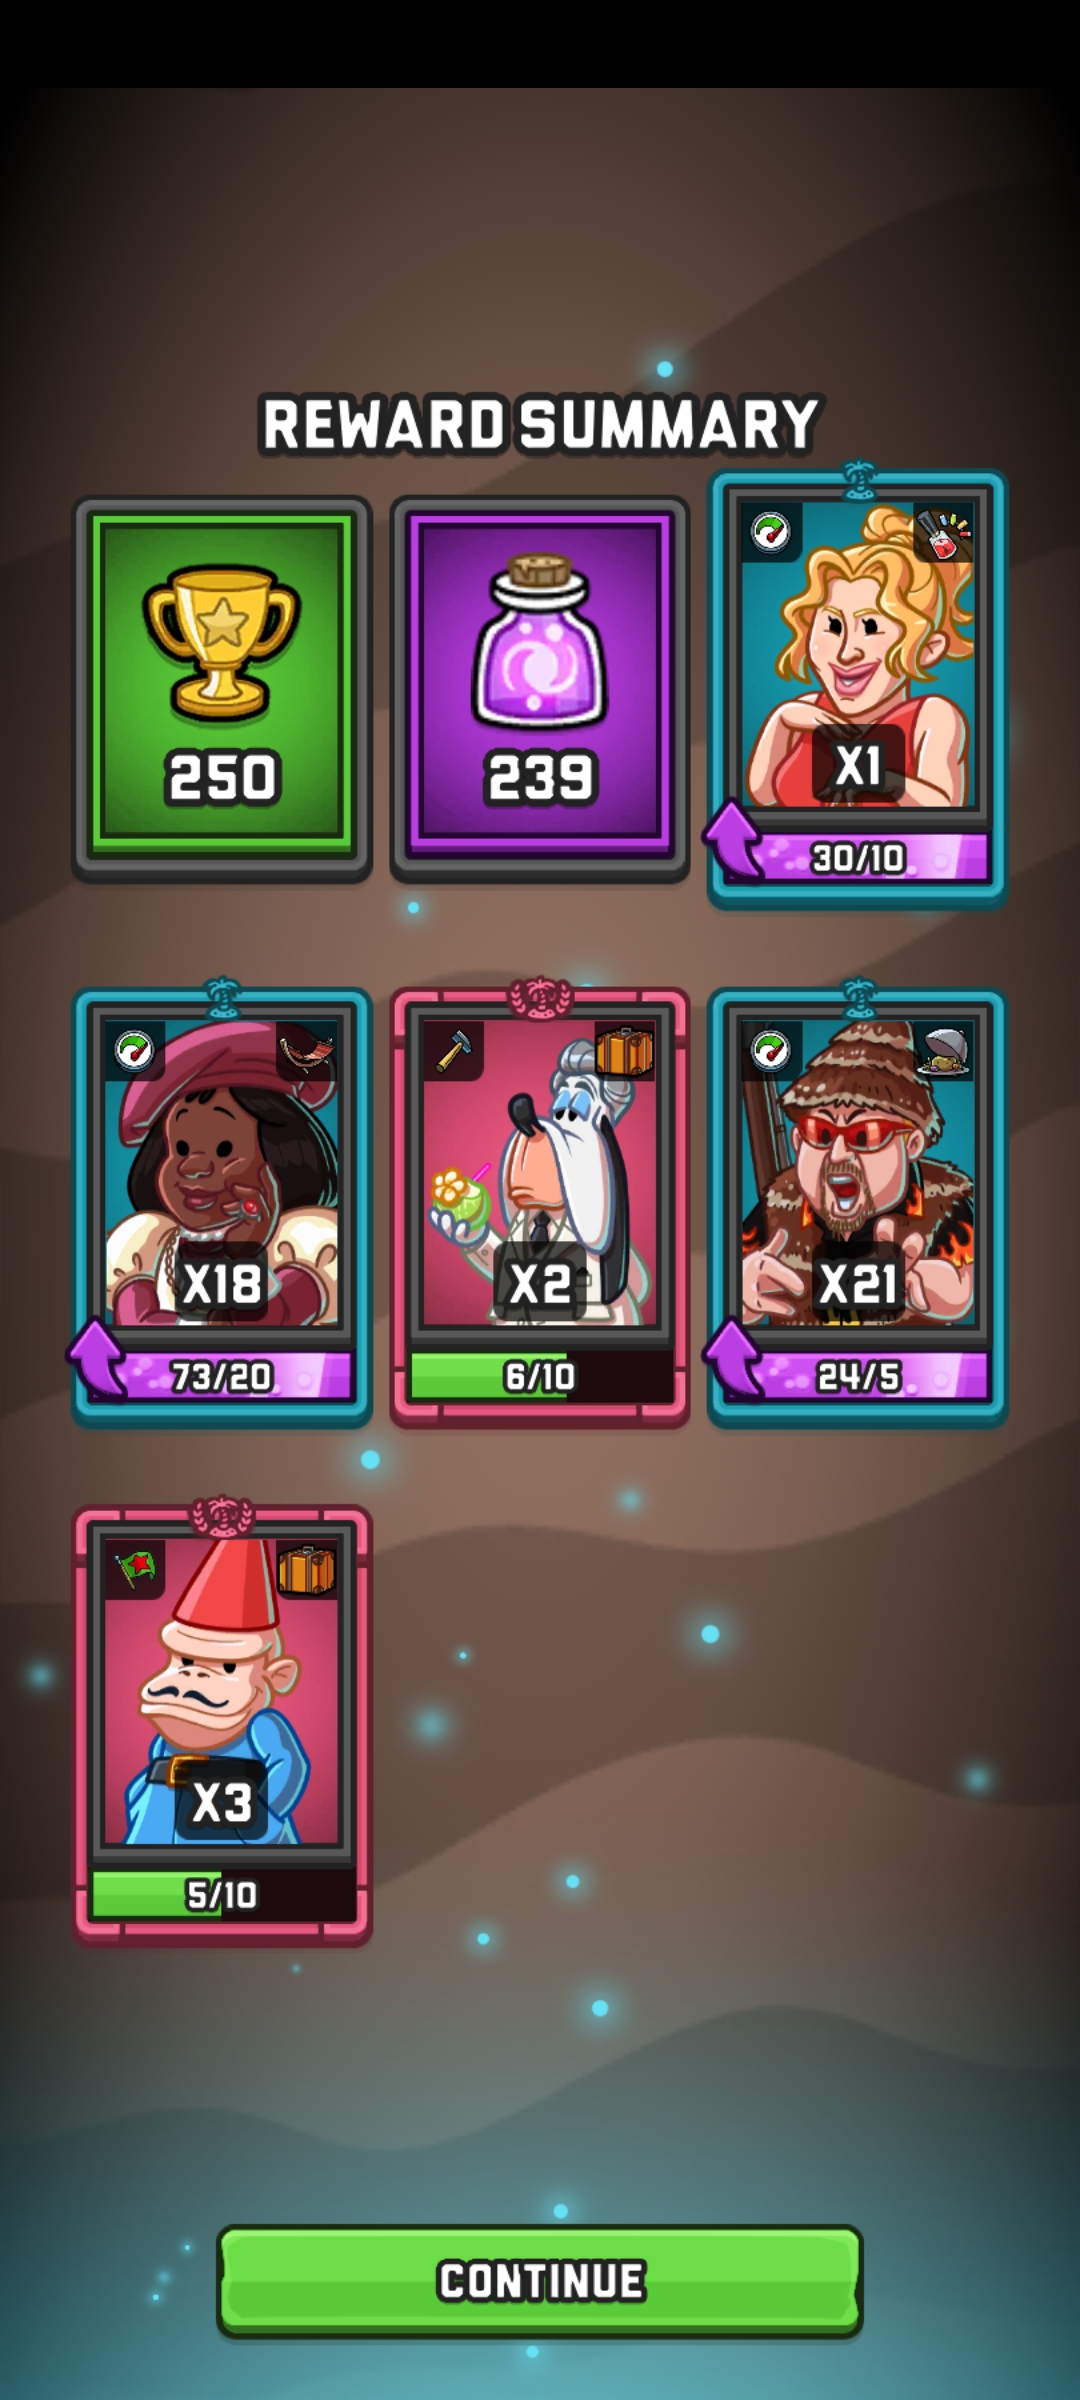 REWARD SUMMARY
250
239
X1
30/10
X18
73/20
X2
6/10
X21
24/5
X3
5/10
CONTINUE